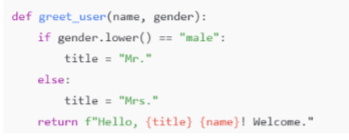 def greet_user(name, gender):
    if gender.lower() == "male":
        title = "Mr."
    else:
        title = "Mrs."
    return f"Hello, {title} {name}! Welcome."